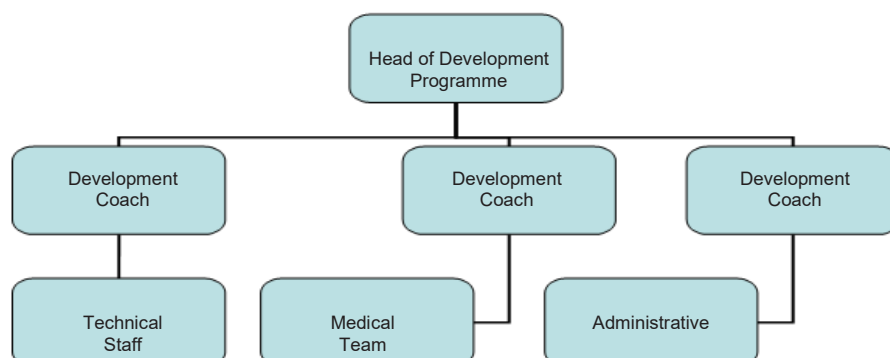 Head of Development
Programme
Development
Coach
Development
Coach
Development
Coach
Technical
Staff
Medical
Team
Administrative